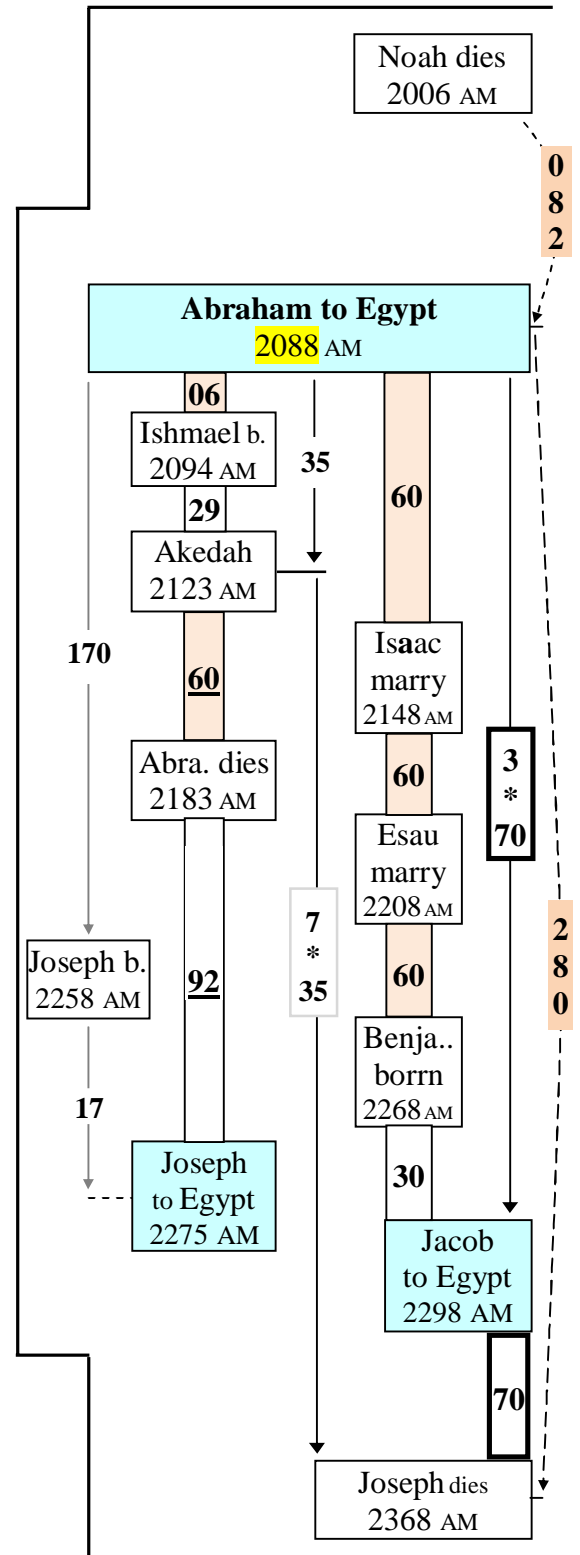 Noah dies
2006 AM
0
8
2
Abraham to Egypt
2088 AM
06
Ishmael b.
2094 AM
35
60
29
Akedah
2123 AM
170
60
Isaac
marry
2148 AM
Abra. dies
2183 AM
60
3
*
70
Esau
marry
2208 AM
7
*
35
2
8
0
Joseph b.
2258 AM
92
60
Benja..
borrn
2268 AM
17
Joseph
to Egypt
2275 AM
30
Jacob
to Egypt
2298 AM
70
Joseph dies
2368 AM